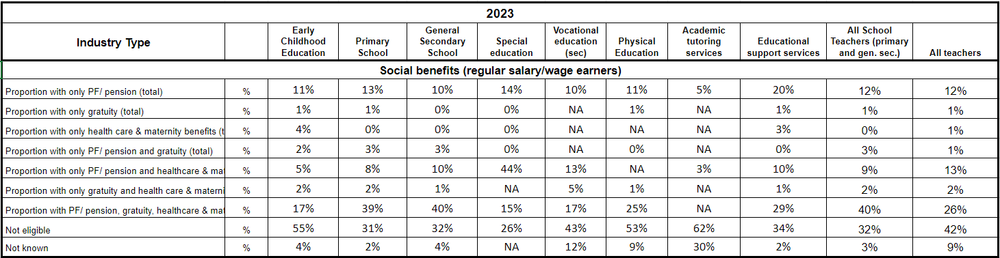 2023
Industry Type Early Childhood Education Primary School General Secondary School Special education Vocational education (sec) Physical Education Academic tutoring services Educational support services All School Teachers (primary and gen. sec.) All teachers
Social benefits (regular salary/wage earners)
Proportion with only PF/ pension (total) % 11% 13% 10% 14% 10% 11% 5% 20% 12% 12%
Proportion with only gratuity (total) % 1% 1% 0% 0% NA 1% NA 1% 1% 1%
Proportion with only health care & maternity benefits (t % 4% 0% 0% 0% NA NA NA 3% 0% 1%
Proportion with only PF/ pension and gratuity (total) % 2% 3% 3% 0% NA 0% NA 0% 3% 1%
Proportion with only PF/ pension and healthcare & mat % 5% 8% 10% 44% 13% NA 3% 10% 9% 13%
Proportion with only gratuity and health care & materni % 2% 2% 1% NA 5% 1% NA 1% 2% 2%
Proportion with PF/ pension, gratuity, healthcare & mat % 17% 39% 40% 15% 17% 25% NA 29% 40% 26%
Not eligible % 55% 31% 32% 26% 43% 53% 62% 34% 32% 42%
Not known % 4% 2% 4% NA 12% 9% 30% 2% 3% 9%